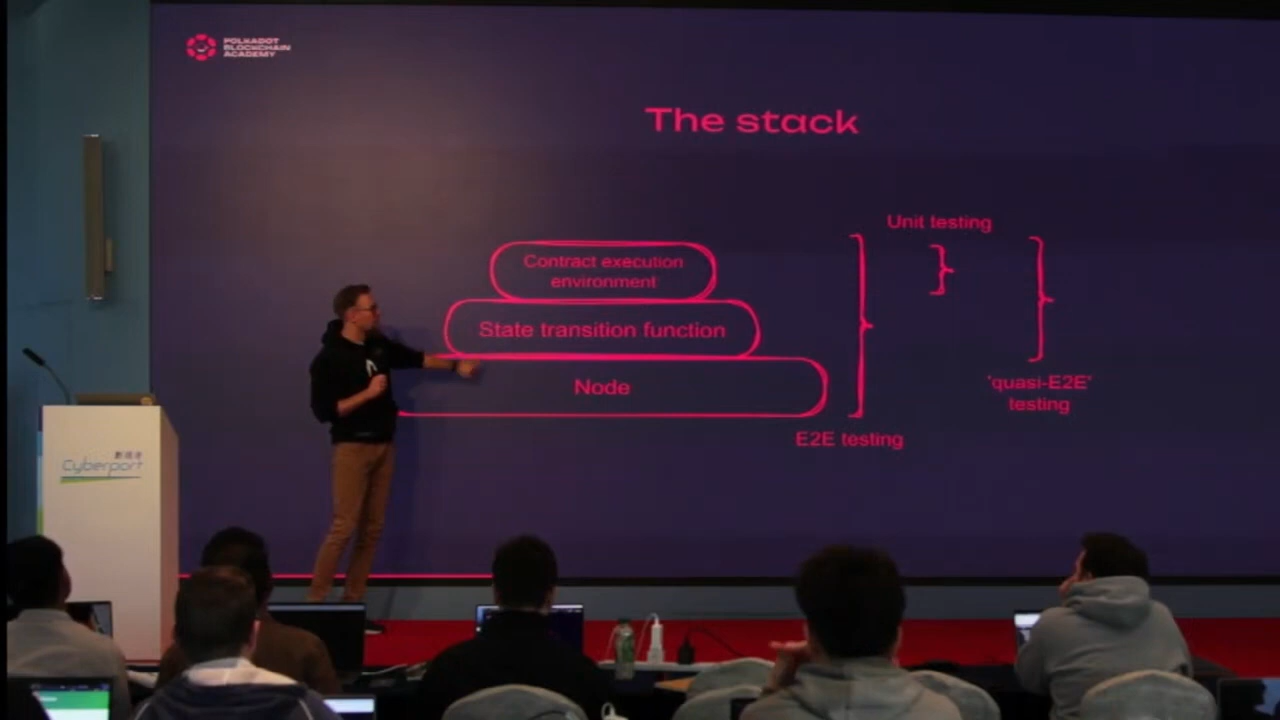 POLKADOT
BLOCKCHAIN
ACADEMY
The stack
Unit testing
Contract execution
environment
State transition function
Node
'quasi-E2E'
testing
E2E testing
Cyberport